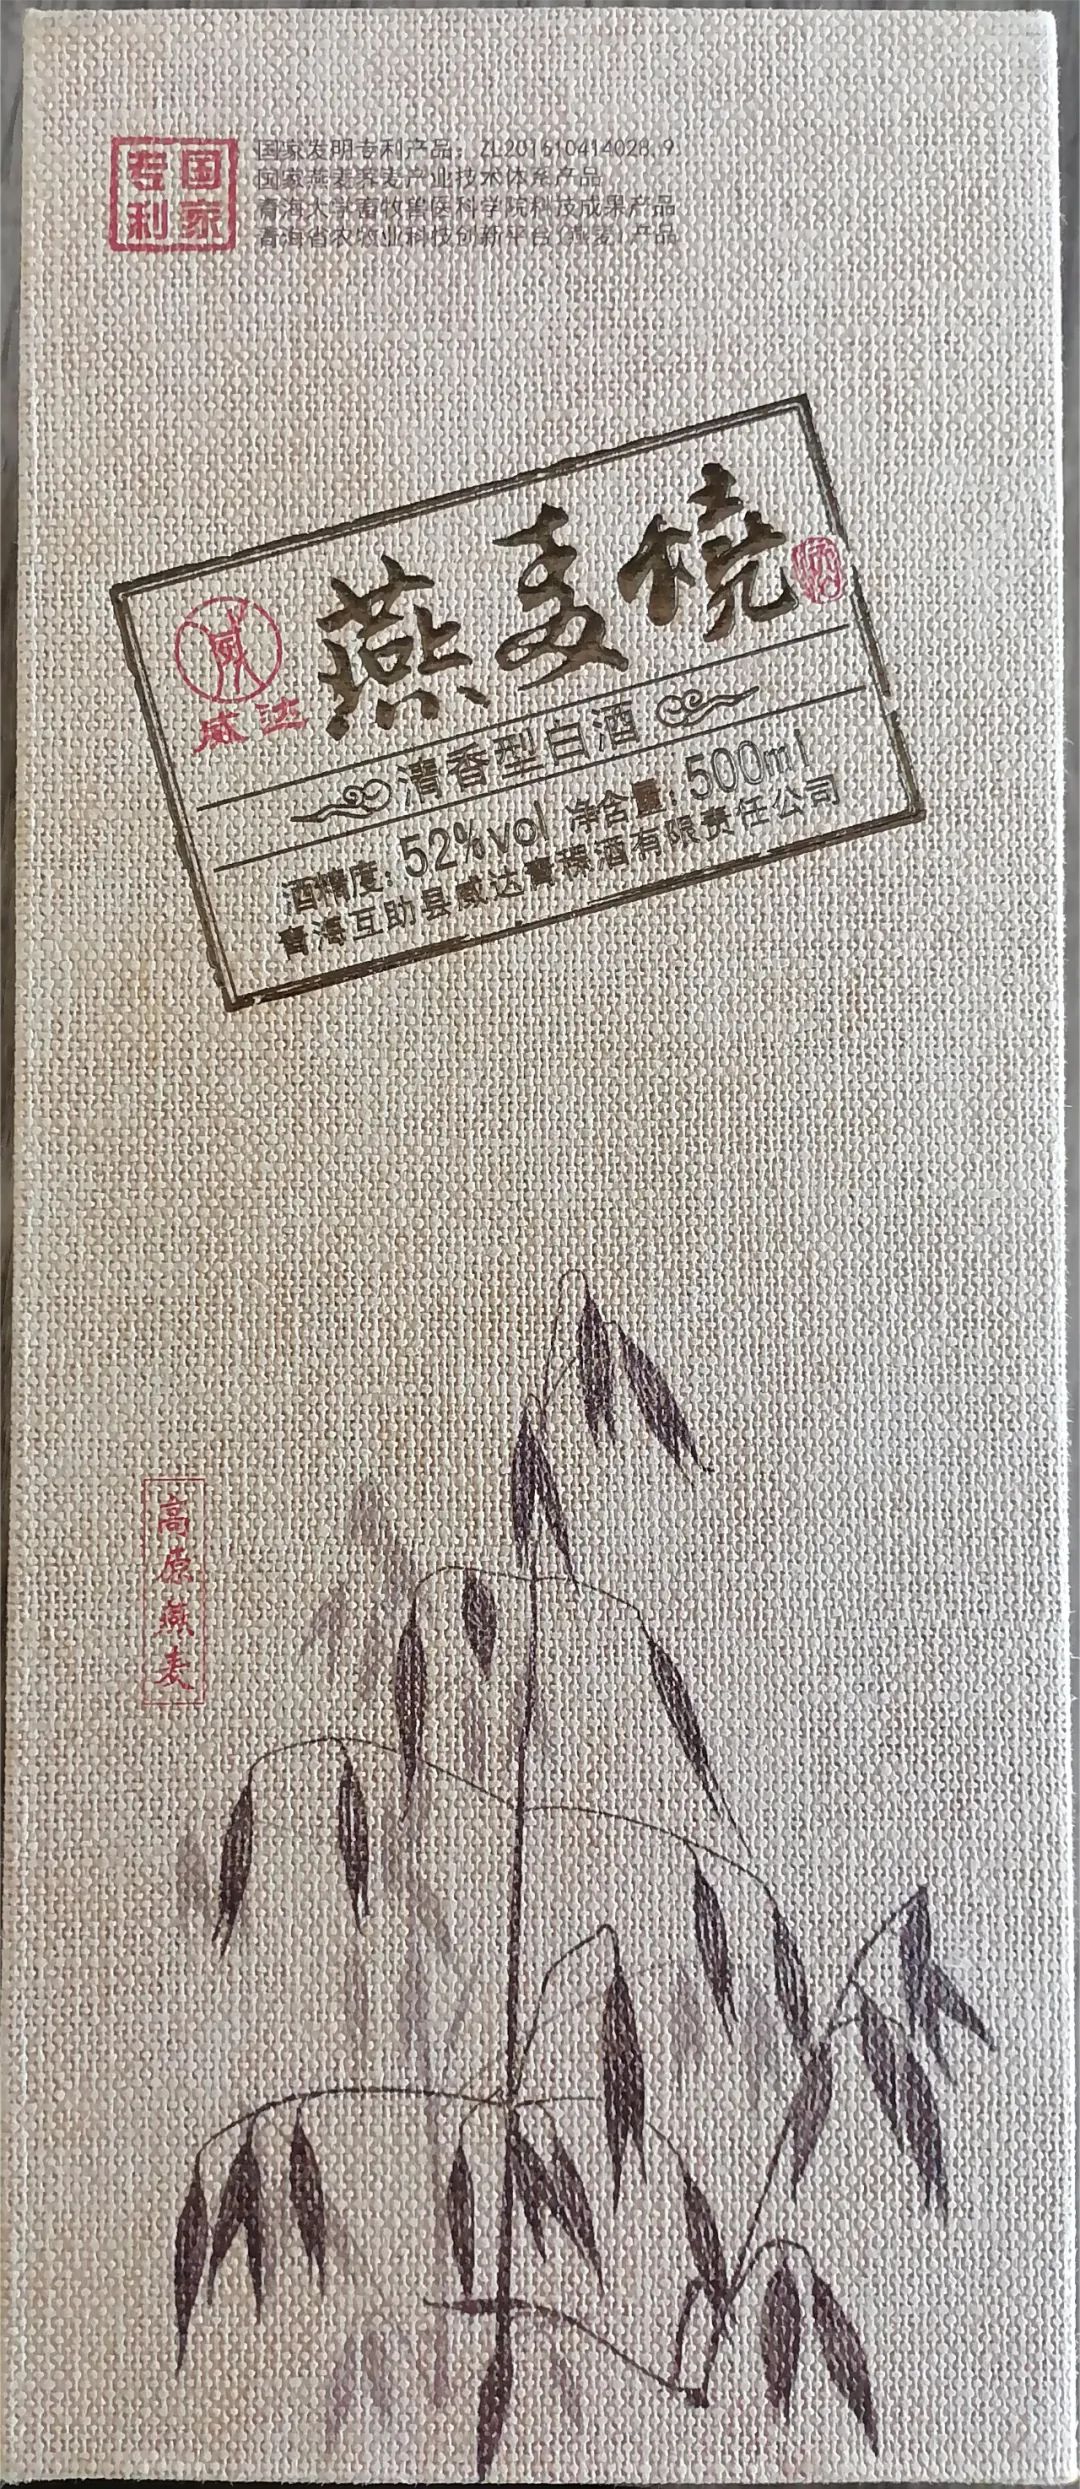 国家
专利
国家发明专利产品：ZL201510414028.9
国家燕麦荞麦产业技术体系产品
青海大学畜牧兽医科学院科技成果产品
青海省农牧业科技创新平台（燕麦）产品
燕麦燒
威
威达
清香型白酒
酒精度：52%vol 净含量：500ml
青海互助县威达青稞酒有限责任公司
高原燕麦